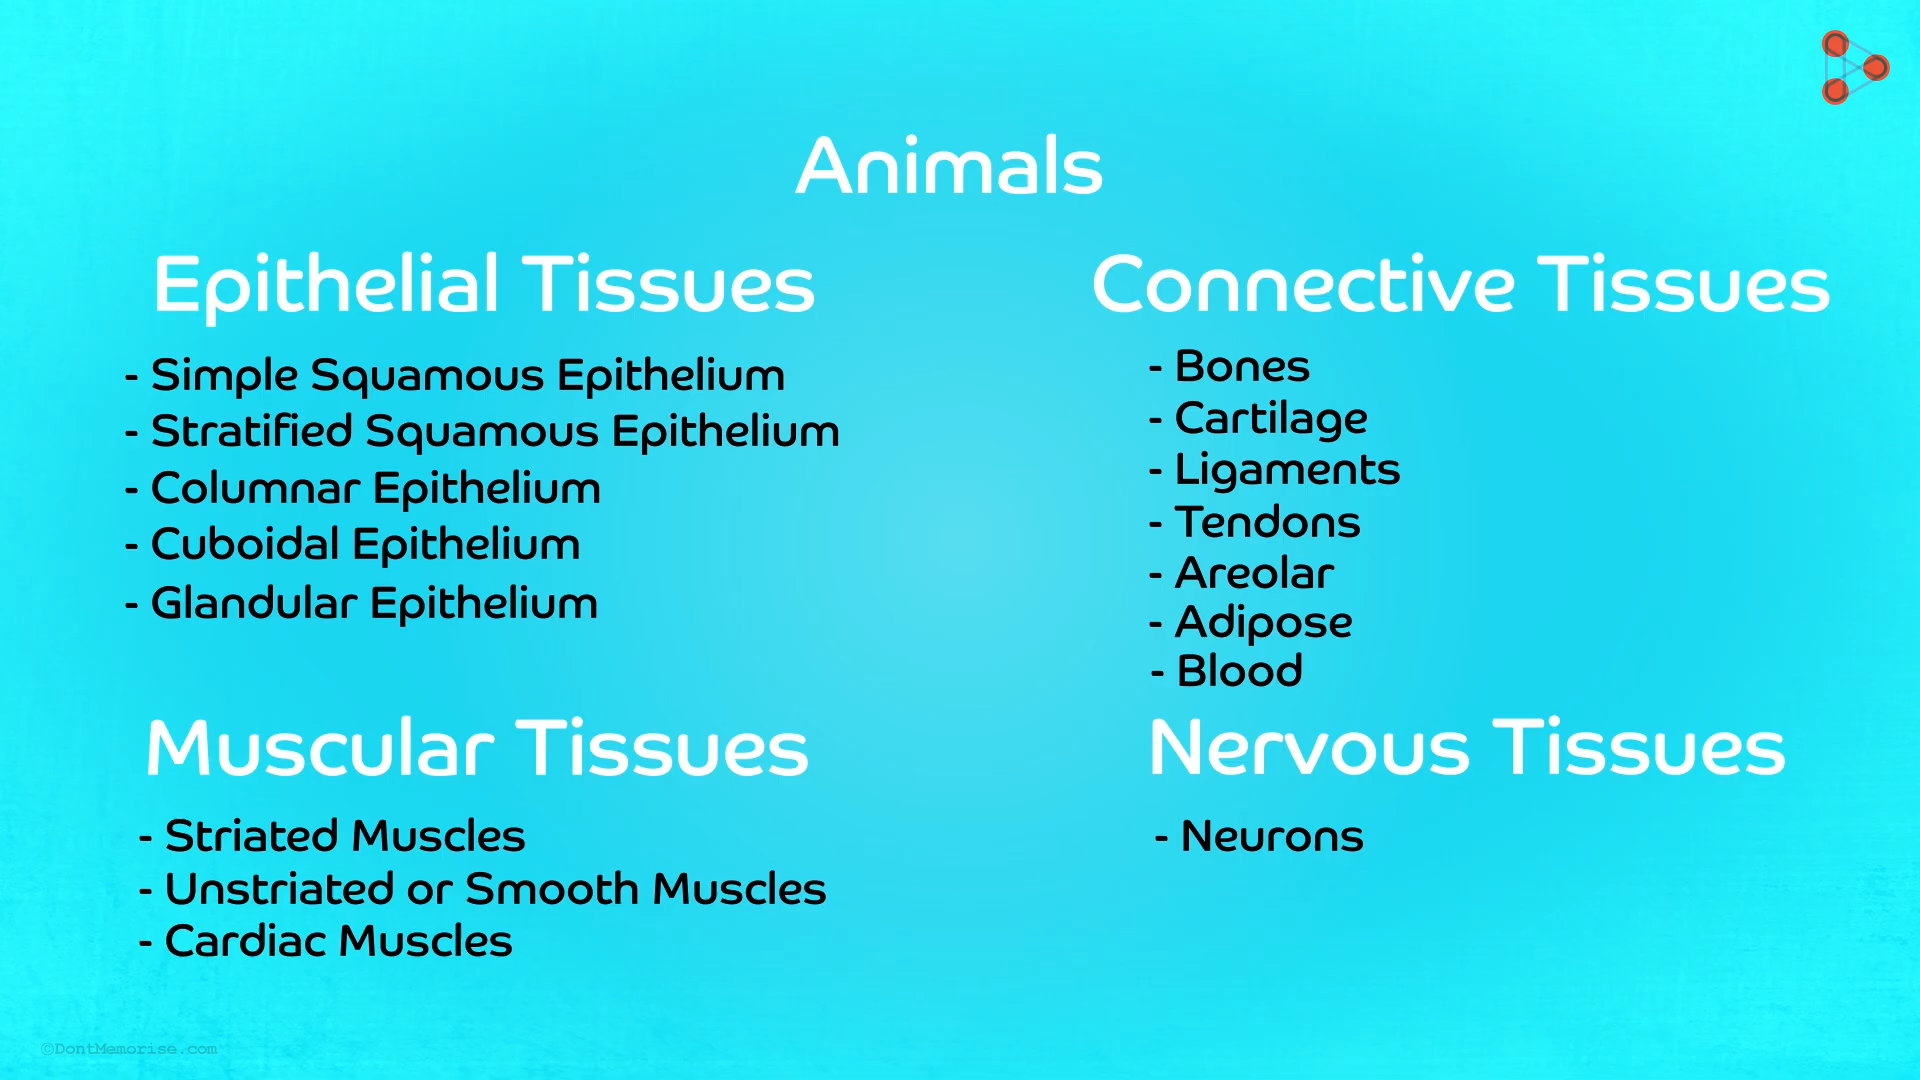 Animals
Epithelial Tissues
- Simple Squamous Epithelium
- Stratified Squamous Epithelium
- Columnar Epithelium
- Cuboidal Epithelium
- Glandular Epithelium
Connective Tissues
- Bones
- Cartilage
- Ligaments
- Tendons
- Areolar
- Adipose
- Blood
Muscular Tissues
- Striated Muscles
- Unstriated or Smooth Muscles
- Cardiac Muscles
Nervous Tissues
- Neurons
©DontMemorise.com